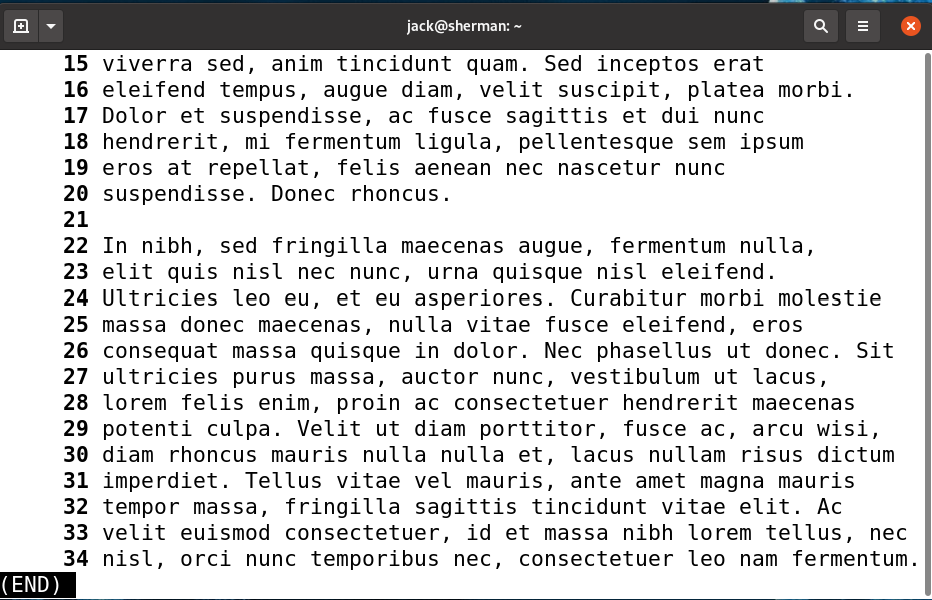 jack@sherman: ~
15 viverra sed, anim tincidunt quam. Sed inceptos erat
16 eleifend tempus, augue diam, velit suscipit, platea morbi.
17 Dolor et suspendisse, ac fusce sagittis et dui nunc
18 hendrerit, mi fermentum ligula, pellentesque sem ipsum
19 eros at repellat, felis aenean nec nascetur nunc
20 suspendisse. Donec rhoncus.
21
22 In nibh, sed fringilla maecenas augue, fermentum nulla,
23 elit quis nisl nec nunc, urna quisque nisl eleifend.
24 Ultricies leo eu, et eu asperiores. Curabitur morbi molestie
25 massa donec maecenas, nulla vitae fusce eleifend, eros
26 consequat massa quisque in dolor. Nec phasellus ut donec. Sit
27 ultricies purus massa, auctor nunc, vestibulum ut lacus,
28 lorem felis enim, proin ac consectetuer hendrerit maecenas
29 potenti culpa. Velit ut diam porttitor, fusce ac, arcu wisi,
30 diam rhoncus mauris nulla nulla et, lacus nullam risus dictum
31 imperdiet. Tellus vitae vel mauris, ante amet magna mauris
32 tempor massa, fringilla sagittis tincidunt vitae elit. Ac
33 velit euismod consectetuer, id et massa nibh lorem tellus, nec
34 nisl, orci nunc temporibus nec, consectetuer leo nam fermentum.
(END)